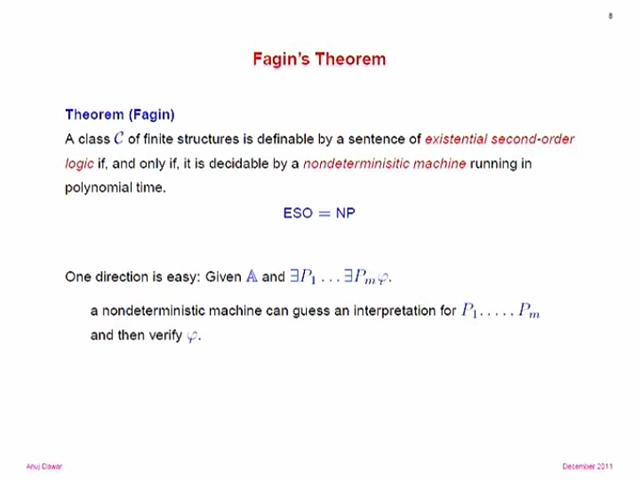 8
Fagin's Theorem
Theorem (Fagin)
A class 𝒞 of finite structures is definable by a sentence of existential second-order
logic if, and only if, it is decidable by a nondeterminisitic machine running in
polynomial time.
ESO = NP
One direction is easy: Given 𝔸 and ∃P₁ . . . ∃Pₘφ.
a nondeterministic machine can guess an interpretation for P₁ . . . . . Pₘ
and then verify φ.
Anuj Dawar
December 2011